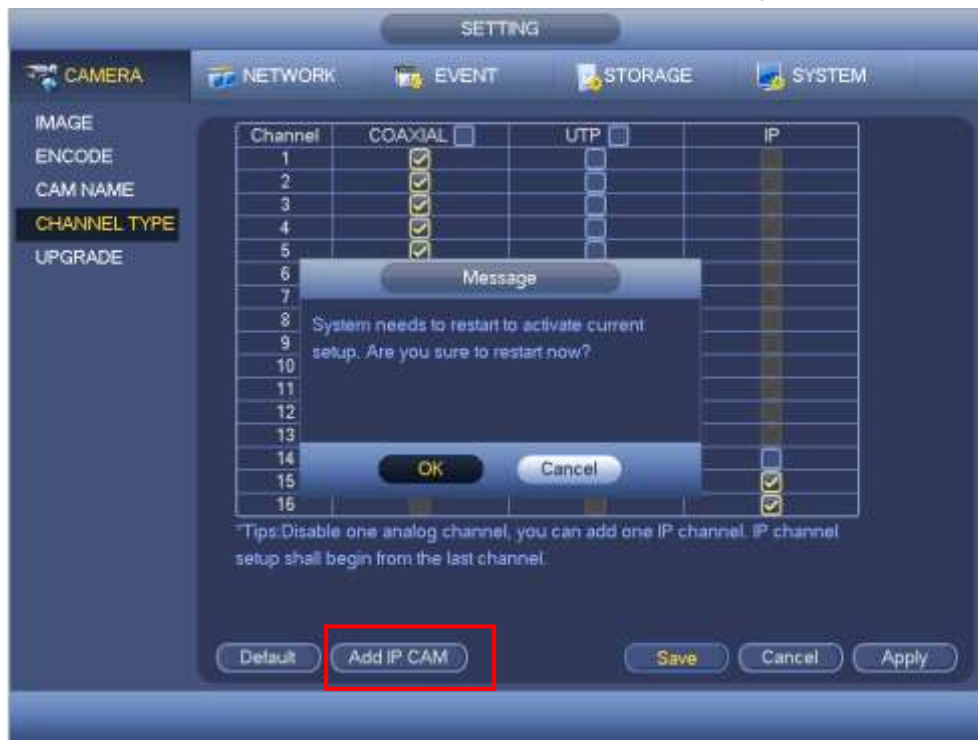 SETTING
CAMERA NETWORK EVENT STORAGE SYSTEM
IMAGE
ENCODE
CAM NAME
CHANNEL TYPE
UPGRADE
Channel COAXIAL UTP IP
1
2
3
4
5
6
7
8
9
10
11
12
13
14
15
16
Message
System needs to restart to activate current
setup. Are you sure to restart now?
OK Cancel
*Tips:Disable one analog channel, you can add one IP channel. IP channel
setup shall begin from the last channel.
Default Add IP CAM Save Cancel Apply